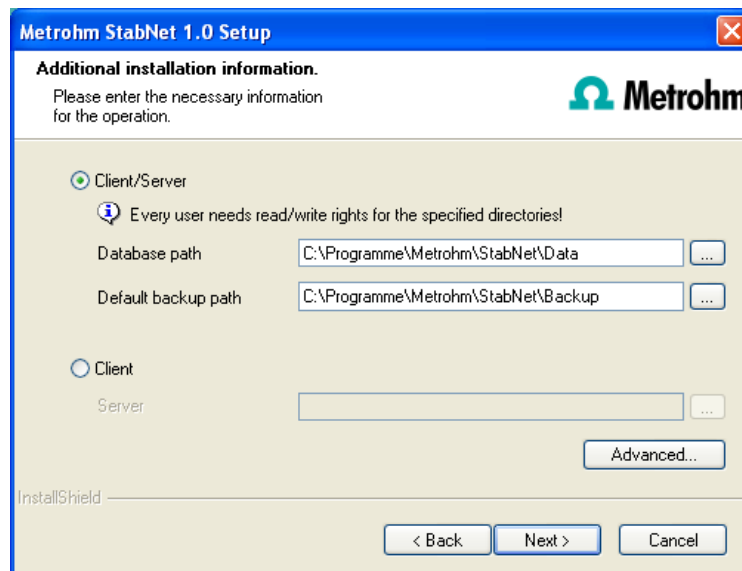 Metrohm StabNet 1.0 Setup
Additional installation information.
Please enter the necessary information
for the operation.
Metrohm
Client/Server
Every user needs read/write rights for the specified directories!
Database path C:\Programme\Metrohm\StabNet\Data ...
Default backup path C:\Programme\Metrohm\StabNet\Backup ...
Client
Server ...
Advanced...
InstallShield
< Back Next > Cancel